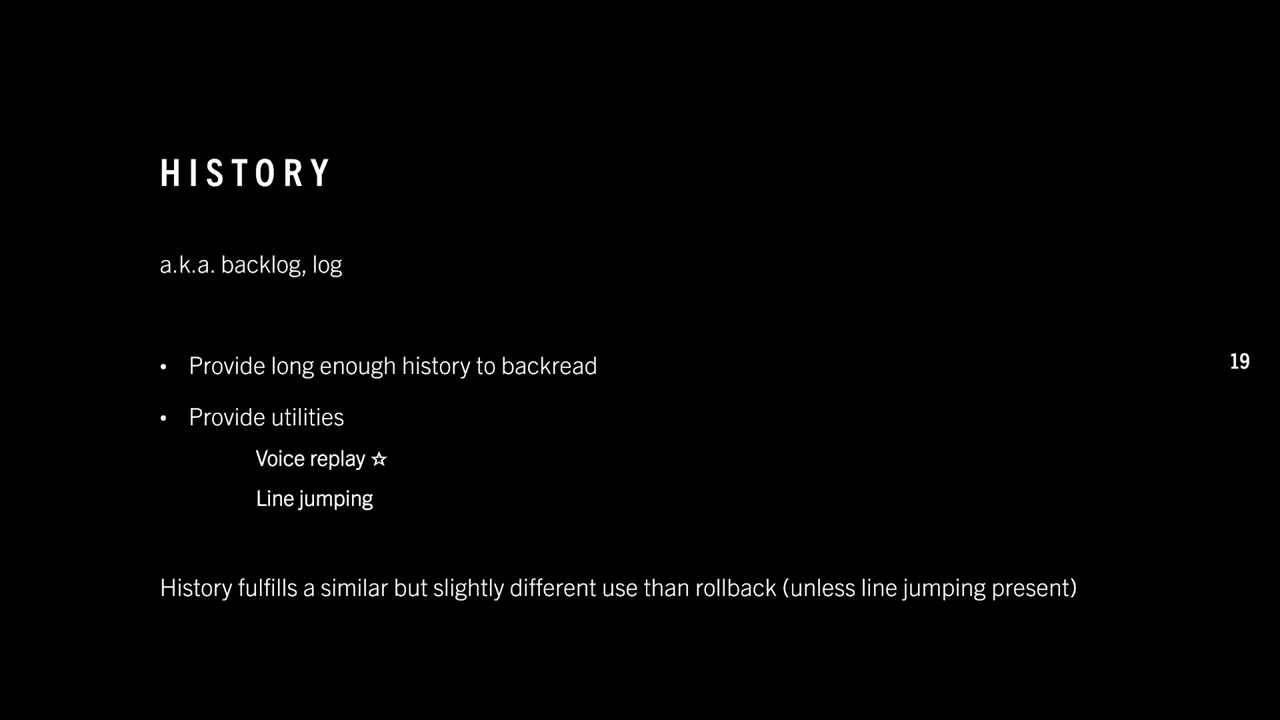 HISTORY
a.k.a. backlog, log
• Provide long enough history to backread
19
• Provide utilities
Voice replay ☆
Line jumping
History fulfills a similar but slightly different use than rollback (unless line jumping present)